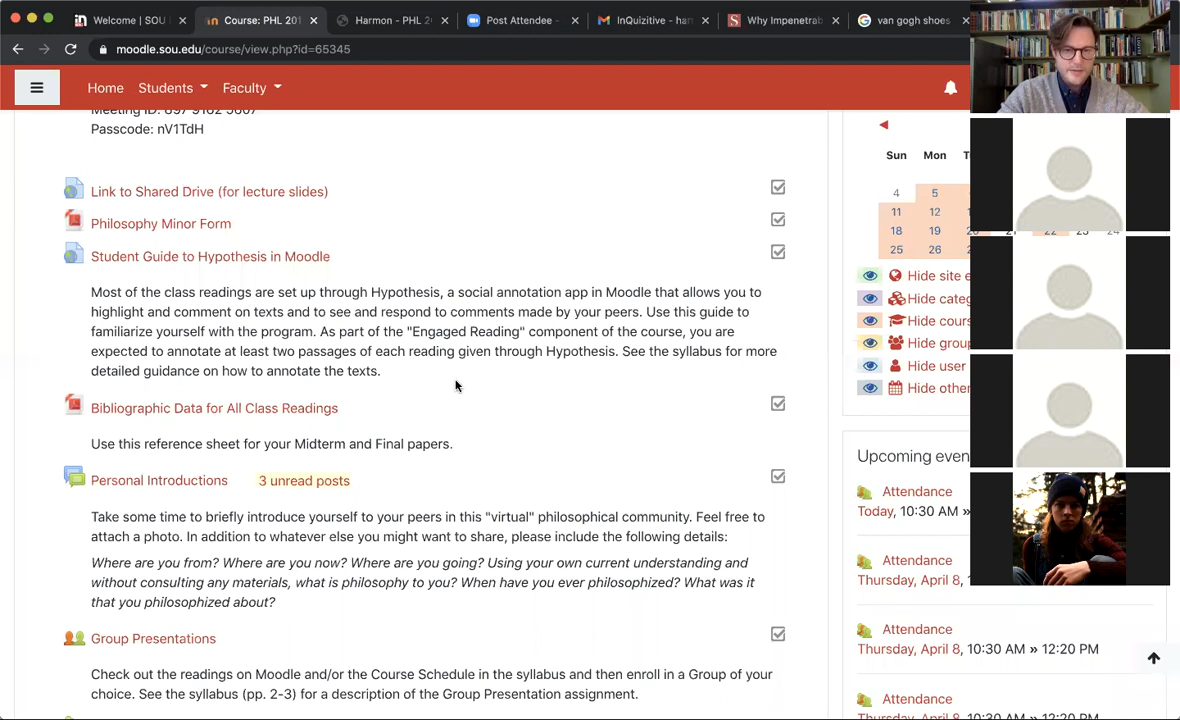 Welcome | SOU
Course: PHL 201
Harmon - PHL 2
Post Attendee -
InQuizitive - har
Why Impenetrab
van gogh shoes
moodle.sou.edu/course/view.php?id=65345
Home
Students
Faculty
Passcode: nV1TdH
Link to Shared Drive (for lecture slides)
Philosophy Minor Form
Student Guide to Hypothesis in Moodle
Most of the class readings are set up through Hypothesis, a social annotation app in Moodle that allows you to
highlight and comment on texts and to see and respond to comments made by your peers. Use this guide to
familiarize yourself with the program. As part of the "Engaged Reading" component of the course, you are
expected to annotate at least two passages of each reading given through Hypothesis. See the syllabus for more
detailed guidance on how to annotate the texts.
Bibliographic Data for All Class Readings
Use this reference sheet for your Midterm and Final papers.
Personal Introductions 3 unread posts
Take some time to briefly introduce yourself to your peers in this "virtual" philosophical community. Feel free to
attach a photo. In addition to whatever else you might want to share, please include the following details:
Where are you from? Where are you now? Where are you going? Using your own current understanding and
without consulting any materials, what is philosophy to you? When have you ever philosophized? What was it
that you philosophized about?
Group Presentations
Check out the readings on Moodle and/or the Course Schedule in the syllabus and then enroll in a Group of your
choice. See the syllabus (pp. 2-3) for a description of the Group Presentation assignment.
Sun Mon
4 5
11 12
18 19
25 26
Hide site e
Hide categ
Hide cours
Hide group
Hide user
Hide other
Upcoming even
Attendance
Today, 10:30 AM »
Attendance
Thursday, April 8,
Attendance
Thursday, April 8, 10:30 AM » 12:20 PM
Attendance
Thursday, April 8, 10:30 AM » 12:20 PM